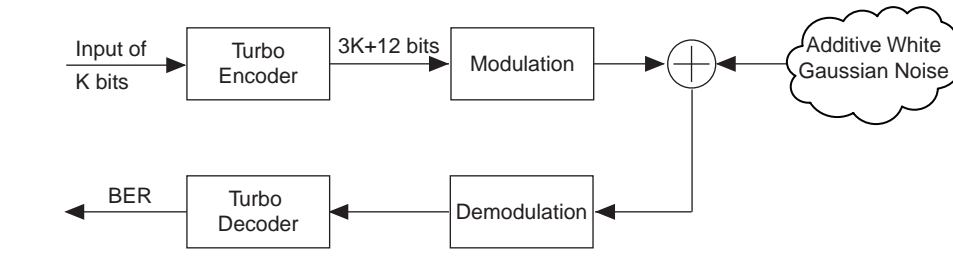 Input of
K bits
Turbo
Encoder
3K+12 bits
Modulation
Additive White
Gaussian Noise
BER
Turbo
Decoder
Demodulation